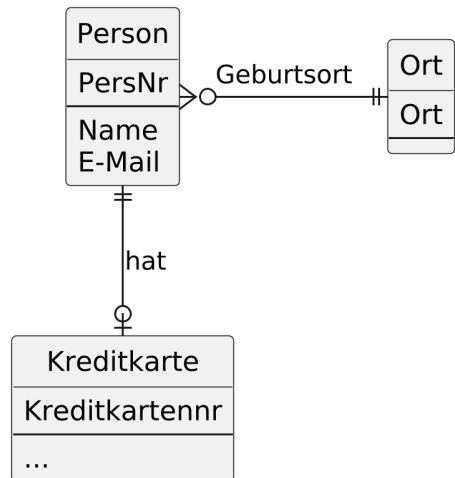 Person
PersNr
Name
E-Mail
Geburtsort
Ort
Ort
hat
Kreditkarte
Kreditkartennr
...